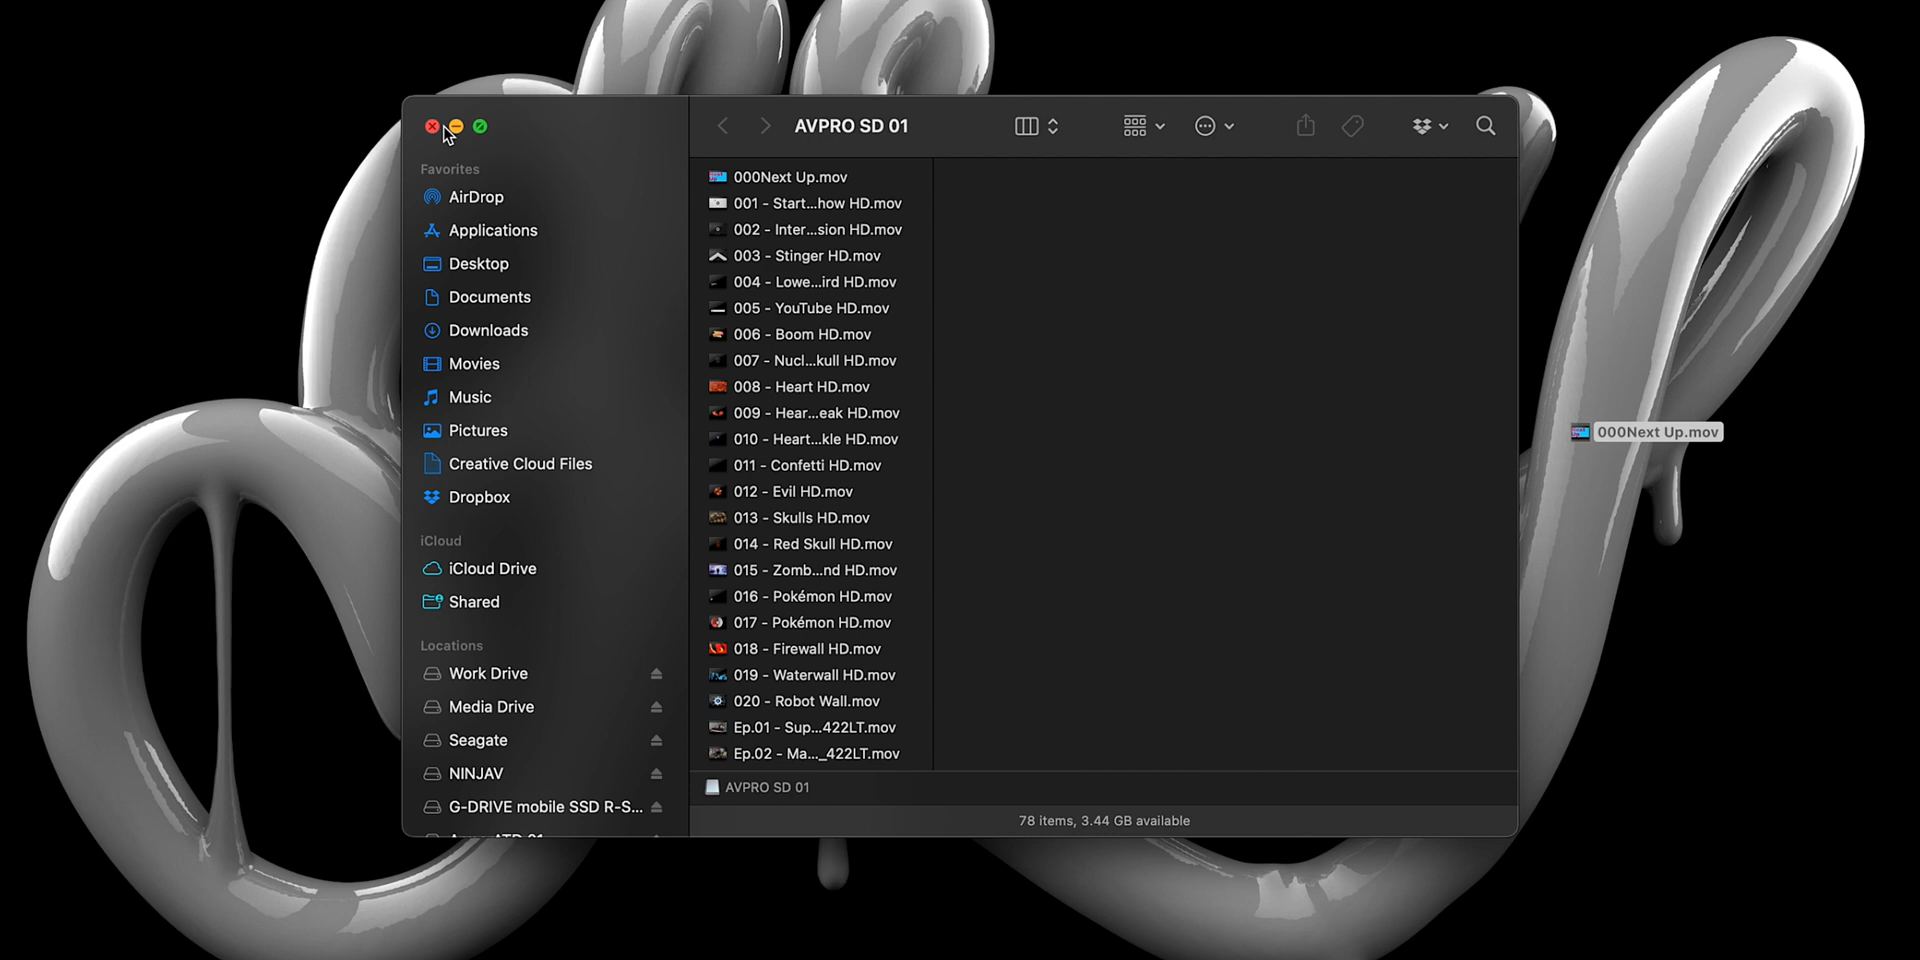 AVPRO SD 01
Favorites
AirDrop
Applications
Desktop
Documents
Downloads
Movies
Music
Pictures
Creative Cloud Files
Dropbox
iCloud
iCloud Drive
Shared
Locations
Work Drive
Media Drive
Seagate
NINJAV
G-DRIVE mobile SSD R-S...
000Next Up.mov
001 - Start...how HD.mov
002 - Inter...sion HD.mov
003 - Stinger HD.mov
004 - Lowe...ird HD.mov
005 - YouTube HD.mov
006 - Boom HD.mov
007 - Nucl...kull HD.mov
008 - Heart HD.mov
009 - Hear...eak HD.mov
010 - Heart...kle HD.mov
011 - Confetti HD.mov
012 - Evil HD.mov
013 - Skulls HD.mov
014 - Red Skull HD.mov
015 - Zomb...nd HD.mov
016 - Pokémon HD.mov
017 - Pokémon HD.mov
018 - Firewall HD.mov
019 - Waterwall HD.mov
020 - Robot Wall.mov
Ep.01 - Sup...422LT.mov
Ep.02 - Ma..._422LT.mov
AVPRO SD 01
78 items, 3.44 GB available
000Next Up.mov